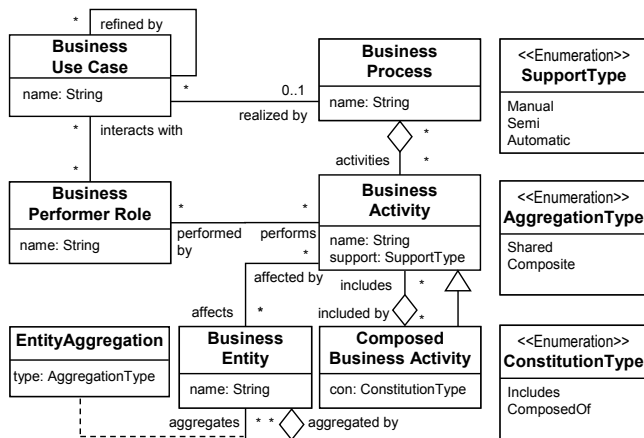 *
refined by
Business
Use Case
name: String
*
0..1
realized by
Business
Process
name: String
<<Enumeration>>
SupportType
Manual
Semi
Automatic
*
interacts with
*
*
activities
*
Business
Performer Role
name: String
*
performed
by
*
performs
Business
Activity
name: String
support: SupportType
<<Enumeration>>
AggregationType
Shared
Composite
*
affected by
includes
*
affects
*
included by
*
EntityAggregation
type: AggregationType
Business
Entity
name: String
Composed
Business Activity
con: ConstitutionType
<<Enumeration>>
ConstitutionType
Includes
ComposedOf
aggregates
*
*
aggregated by